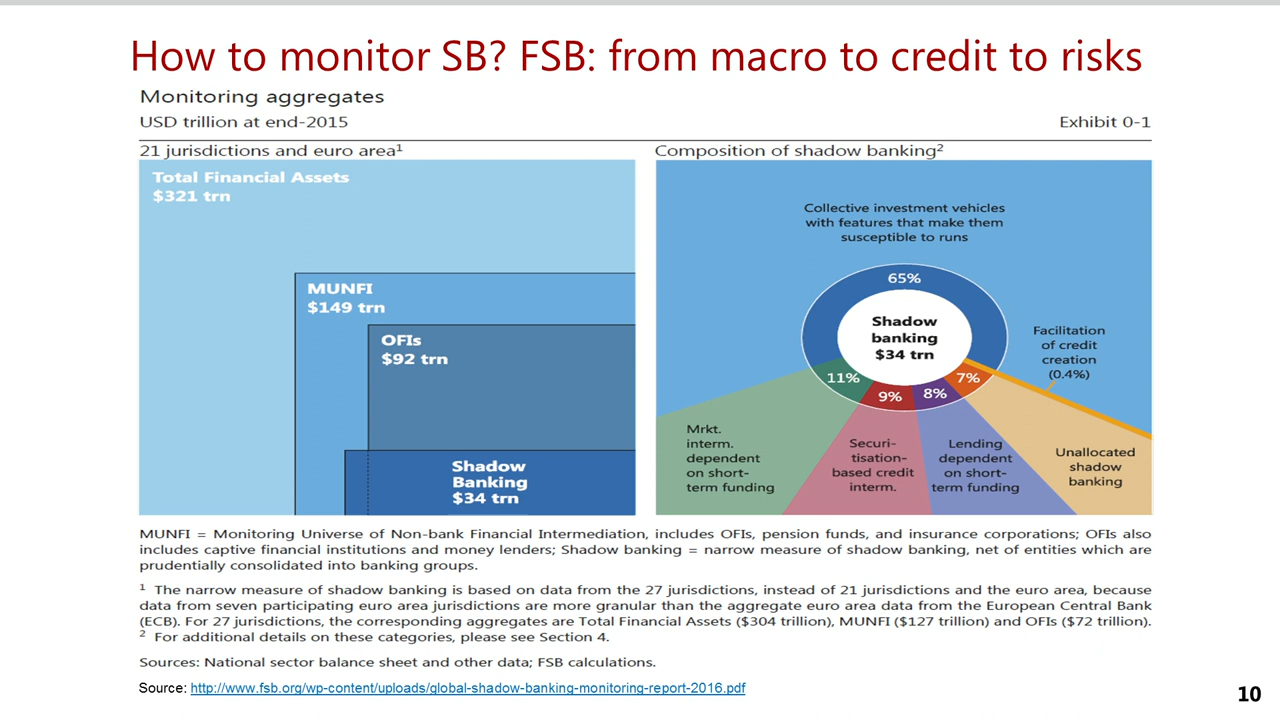 How to monitor SB? FSB: from macro to credit to risks
Monitoring aggregates
USD trillion at end-2015
Exhibit 0-1
21 jurisdictions and euro area¹
Total Financial Assets
$321 trn
MUNFI
$149 trn
OFIs
$92 trn
Shadow
Banking
$34 trn
Composition of shadow banking²
Collective investment vehicles
with features that make them
susceptible to runs
65%
Shadow
banking
$34 trn
Facilitation
of credit
creation
(0.4%)
11%
9%
8%
7%
Mrkt.
interm.
dependent
on short-
term funding
Securi-
tisation-
based credit
interm.
Lending
dependent
on short-
term funding
Unallocated
shadow
banking
MUNFI = Monitoring Universe of Non-bank Financial Intermediation, includes OFIs, pension funds, and insurance corporations; OFIs also
includes captive financial institutions and money lenders; Shadow banking = narrow measure of shadow banking, net of entities which are
prudentially consolidated into banking groups.
¹ The narrow measure of shadow banking is based on data from the 27 jurisdictions, instead of 21 jurisdictions and the euro area, because
data from seven participating euro area jurisdictions are more granular than the aggregate euro area data from the European Central Bank
(ECB). For 27 jurisdictions, the corresponding aggregates are Total Financial Assets ($304 trillion), MUNFI ($127 trillion) and OFIs ($72 trillion).
² For additional details on these categories, please see Section 4.
Sources: National sector balance sheet and other data; FSB calculations.
Source: http://www.fsb.org/wp-content/uploads/global-shadow-banking-monitoring-report-2016.pdf
10